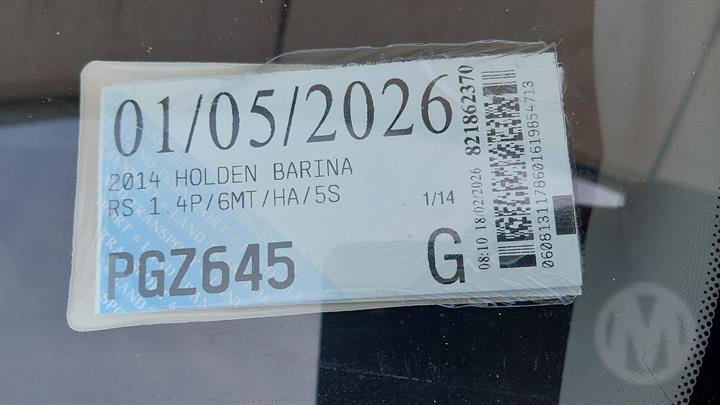 01/05/2026
2014 HOLDEN BARINA
RS 1.4P/6MT/HA/5S
1/14
PGZ645
G
08:10 18/02/2026
821862370
0608131178601619854713
M